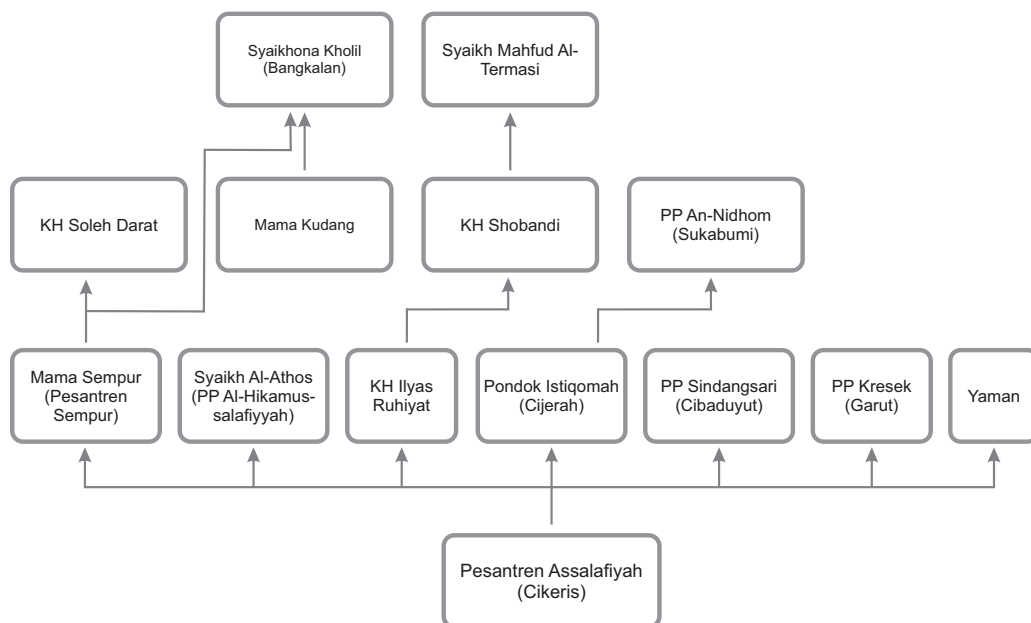 Syaikhona Kholil
(Bangkalan)
Syaikh Mahfud Al-
Termasi
KH Soleh Darat
Mama Kudang
KH Shobandi
PP An-Nidhom
(Sukabumi)
Mama Sempur
(Pesantren
Sempur)
Syaikh Al-Athos
(PP Al-Hikamus-
salafiyyah)
KH Ilyas
Ruhiyat
Pondok Istiqomah
(Cijerah)
PP Sindangsari
(Cibaduyut)
PP Kresek
(Garut)
Yaman
Pesantren Assalafiyah
(Cikeris)